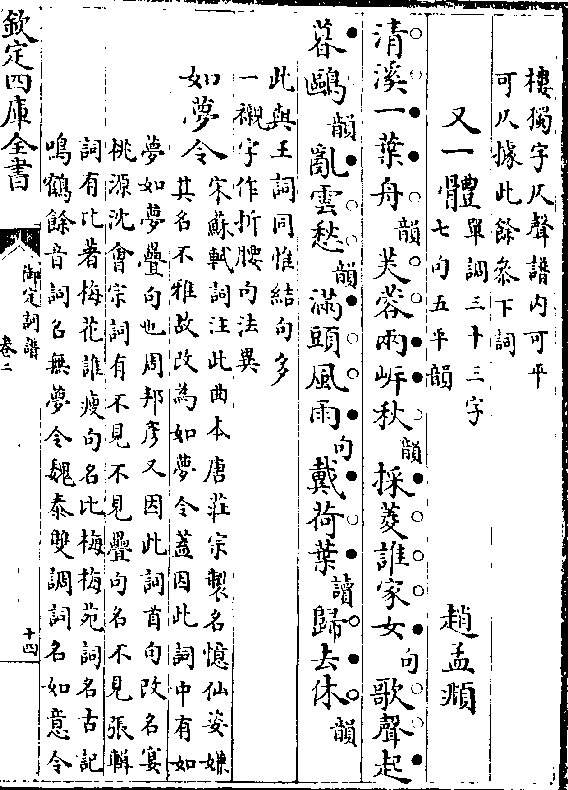 樓獨字仄聲譜内可平
可仄據此餘叅下詞
又一體 單調三十三字
七句五平韻 趙孟頫
清溪一葉舟韻芙蓉兩岍秋韻採菱誰家女句歌聲起
暮鷗韻亂雲愁韻滿頭風雨句戴荷葉讀歸去休韻
此與王詞同惟結句多
一襯字作折腰句法異
如夢令 宋蘇軾詞注此曲本唐莊宗製名憶仙姿嫌
其名不雅故改為如夢令蓋因此詞中有如
夢如夢疊句也周邦彦又因此詞首句改名宴
桃源沈會宗詞有不見不見疊句名不見張輯
詞有比著梅花誰瘦句名比梅梅苑詞名古記
鳴鶴餘音詞名無夢令魏泰雙調詞名如意令
欽定四庫全書
御定詞譜
卷二
十四